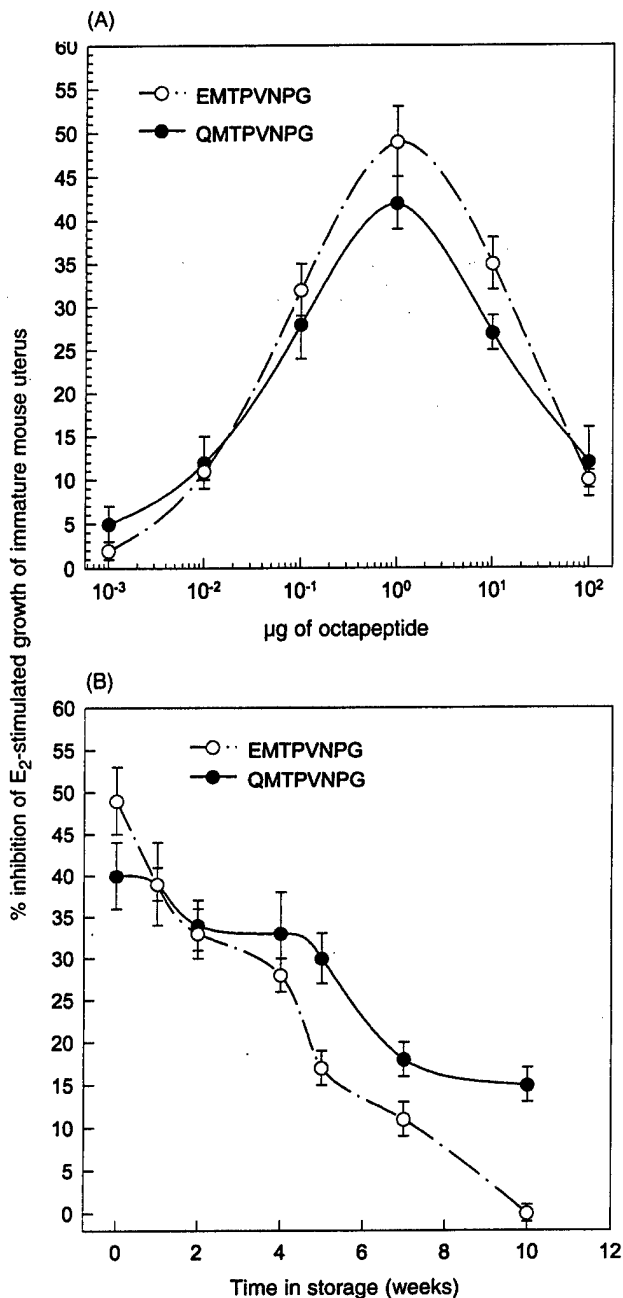 (A)
60
55
50
45
40
35
30
25
20
15
10
5
0
EMTPVNPG
QMTPVNPG
10⁻³ 10⁻² 10⁻¹ 10⁰ 10¹ 10²
µg of octapeptide
% inhibition of E₂-stimulated growth of immature mouse uterus
(B)
60
55
50
45
40
35
30
25
20
15
10
5
0
EMTPVNPG
QMTPVNPG
0 2 4 6 8 10 12
Time in storage (weeks)